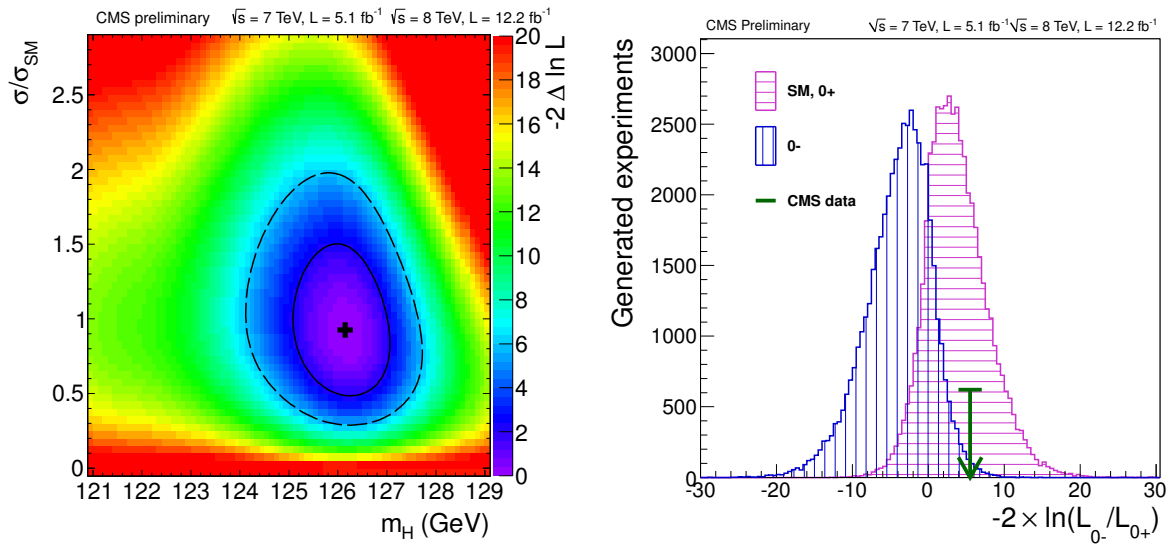 CMS preliminary √s = 7 TeV, L = 5.1 fb⁻¹ √s = 8 TeV, L = 12.2 fb⁻¹
σ/σ_SM
2.5
2
1.5
1
0.5
0
121 122 123 124 125 126 127 128 129
m_H (GeV)
20
18
16
14
12
10
8
6
4
2
0
-2 Δ ln L
CMS Preliminary √s = 7 TeV, L = 5.1 fb⁻¹ √s = 8 TeV, L = 12.2 fb⁻¹
Generated experiments
3000
2500
2000
1500
1000
500
0
SM, 0+
0-
CMS data
-30 -20 -10 0 10 20 30
-2 × ln(L_0-/L_0+)